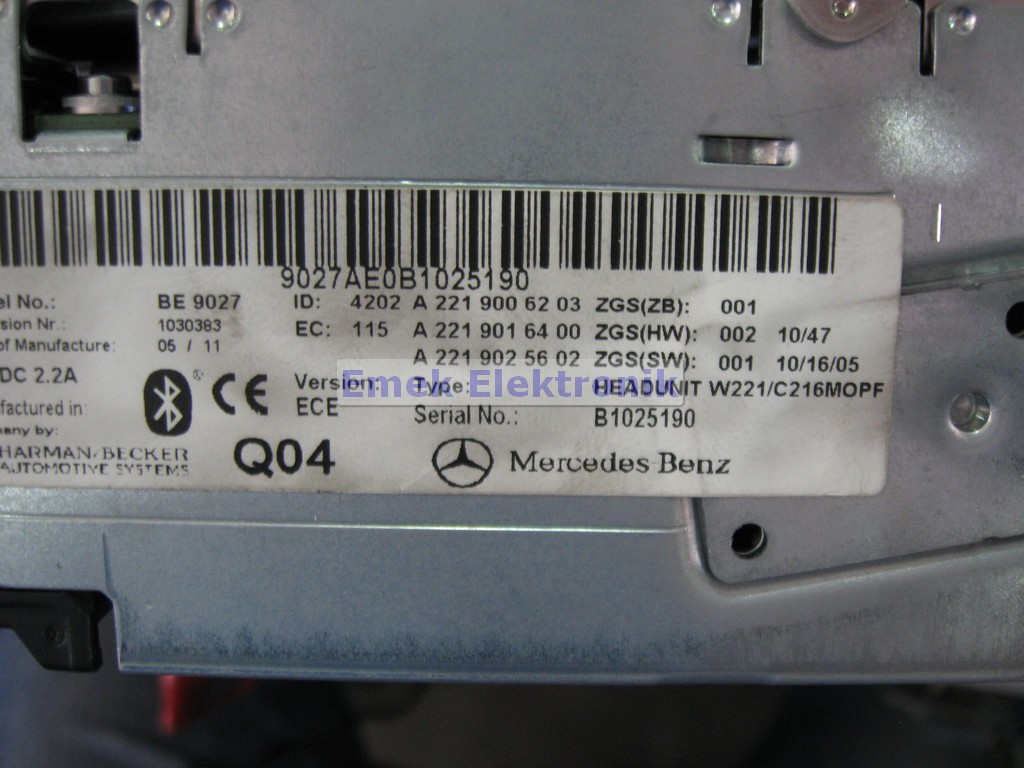 9027AE0B1025190
el No.: BE 9027 ID: 4202 A 221 900 62 03 ZGS(ZB): 001
sion Nr.: 1030383 EC: 115 A 221 901 64 00 ZGS(HW): 002 10/47
of Manufacture: 05 / 11 A 221 902 56 02 ZGS(SW): 001 10/16/05
DC 2.2A Version: Type: HEADUNIT W221/C216MOPF
Emek Elektronik
factured in: ECE Serial No.: B1025190
any by:
HARMAN/BECKER
AUTOMOTIVE SYSTEMS
CE
Q04 Mercedes-Benz